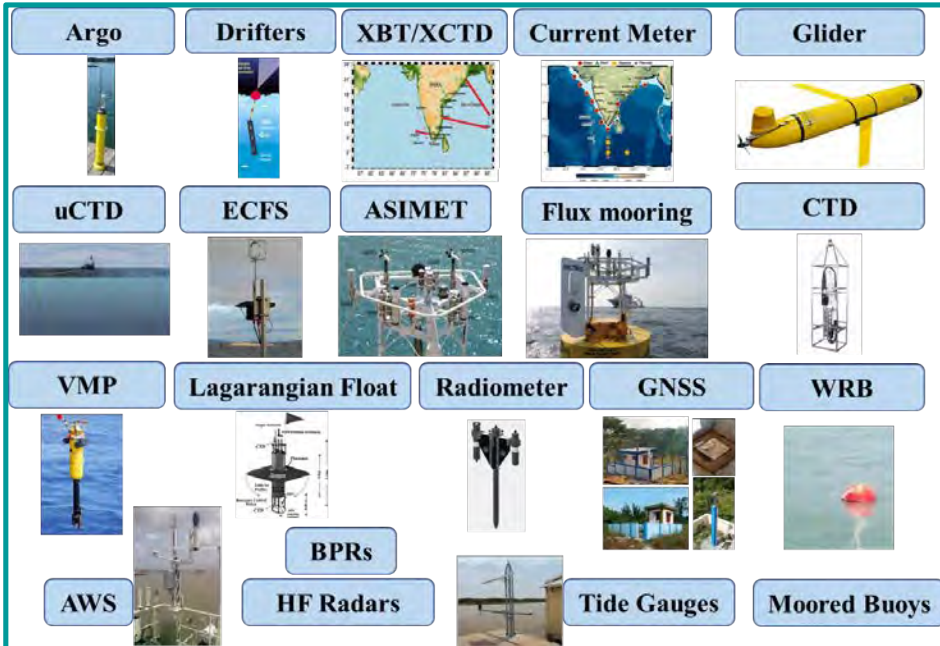 Argo
Drifters
XBT/XCTD
Current Meter
Glider
uCTD
ECFS
ASIMET
Flux mooring
CTD
VMP
Lagarangian Float
Radiometer
GNSS
WRB
BPRs
AWS
HF Radars
Tide Gauges
Moored Buoys